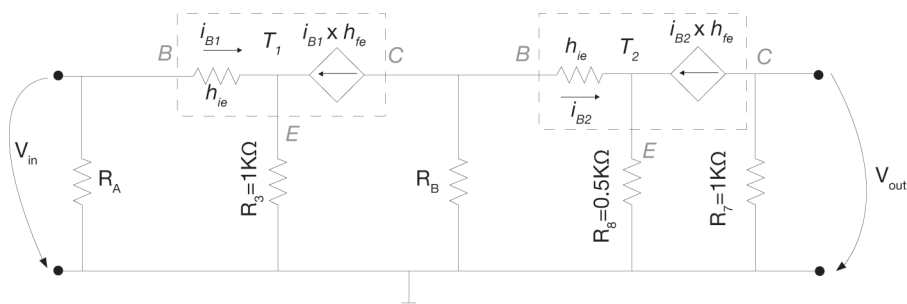 i_B1
T_1
i_B1 x h_fe
B
C
h_ie
E
V_in
R_A
R_3=1KΩ
R_B
B
h_ie
T_2
i_B2 x h_fe
C
i_B2
E
R_8=0.5KΩ
R_7=1KΩ
V_out